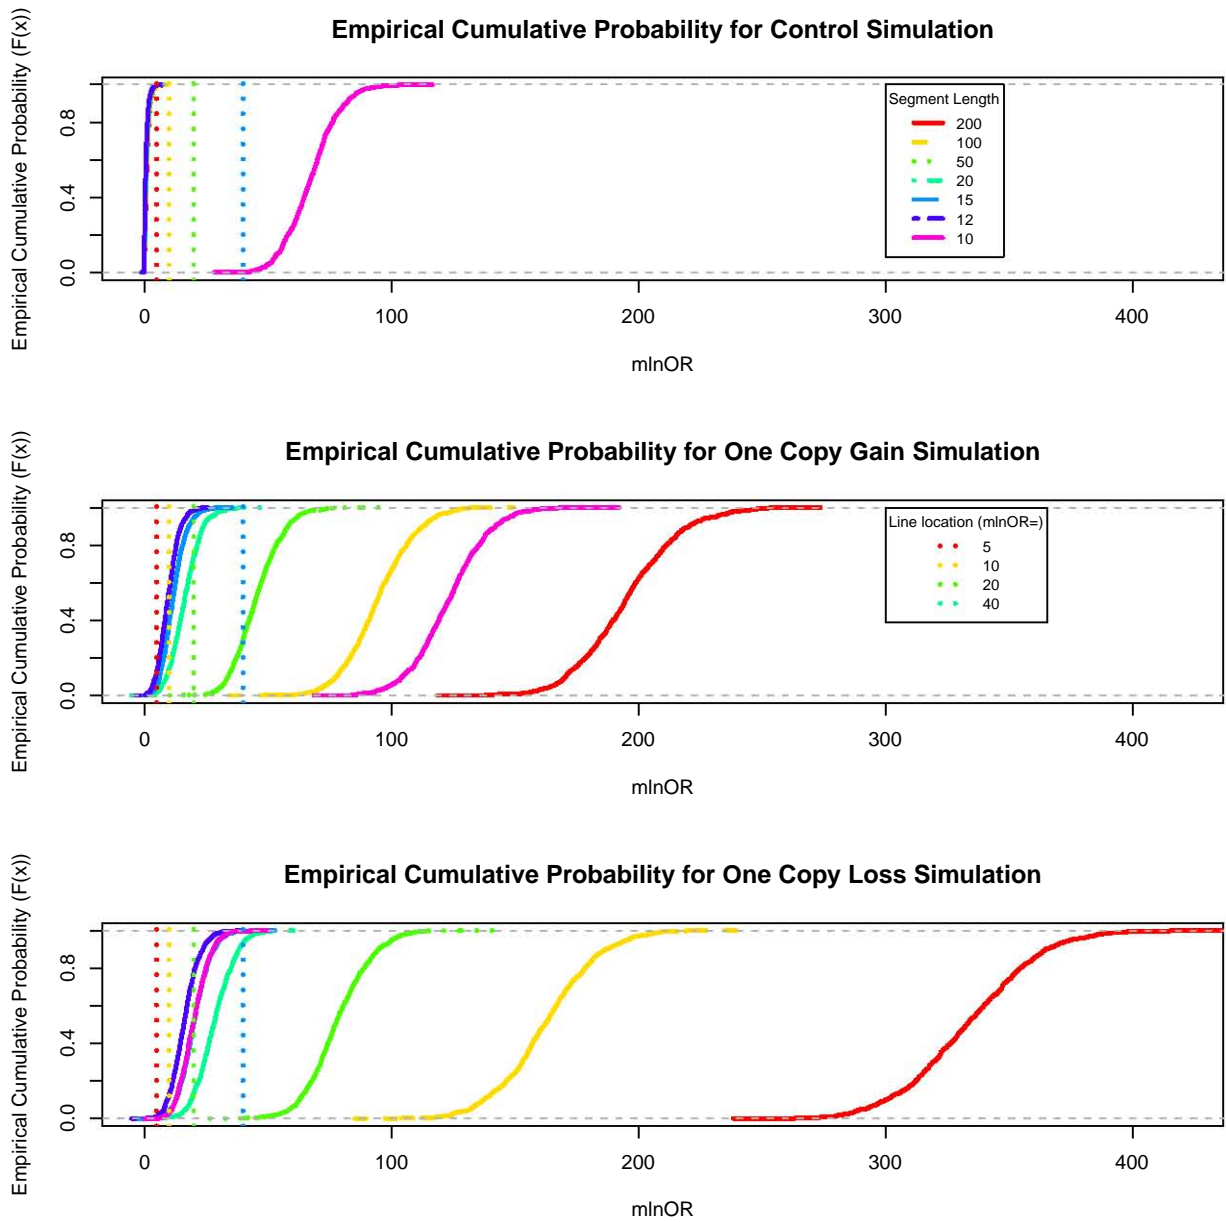 Empirical Cumulative Probability for Control Simulation
Empirical Cumulative Probability (F(x))
0.0 0.4 0.8
Segment Length
200
100
50
20
15
12
10
0 100 200 300 400
mlnOR
Empirical Cumulative Probability for One Copy Gain Simulation
Empirical Cumulative Probability (F(x))
0.0 0.4 0.8
Line location (mlnOR=)
5
10
20
40
0 100 200 300 400
mlnOR
Empirical Cumulative Probability for One Copy Loss Simulation
Empirical Cumulative Probability (F(x))
0.0 0.4 0.8
0 100 200 300 400
mlnOR